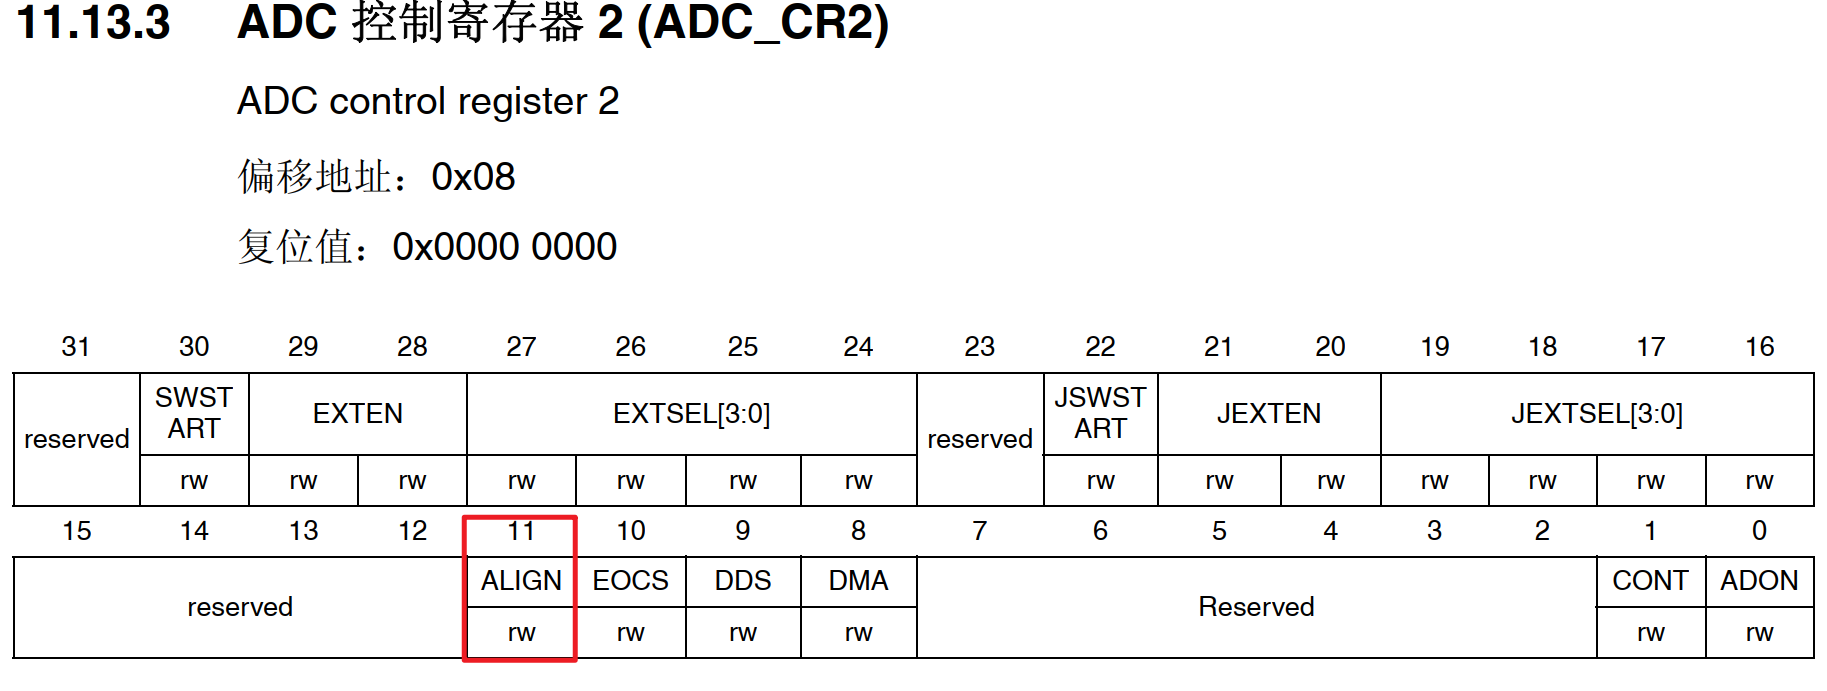 11.13.3 ADC 控制寄存器 2 (ADC_CR2)
ADC control register 2
偏移地址：0x08
复位值：0x0000 0000
31 30 29 28 27 26 25 24 23 22 21 20 19 18 17 16
reserved SWST ART EXTEN EXTSEL[3:0] reserved JSWST ART JEXTEN JEXTSEL[3:0]
rw rw rw rw rw rw rw rw rw rw rw rw rw rw
15 14 13 12 11 10 9 8 7 6 5 4 3 2 1 0
reserved ALIGN EOCS DDS DMA Reserved CONT ADON
rw rw rw rw rw rw